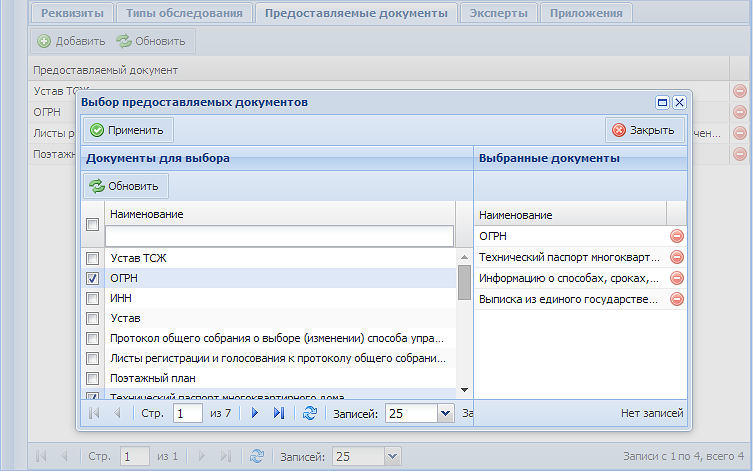 Реквизиты Типы обследования Предоставляемые документы Эксперты Приложения
Добавить Обновить
Предоставляемый документ
Устав ТСЖ
ОГРН
Листы р чен...
Поэтажн
Выбор предоставляемых документов
Применить Закрыть
Документы для выбора
Обновить
Наименование
Устав ТСЖ
ОГРН
ИНН
Устав
Протокол общего собрания о выборе (изменении) способа упра...
Листы регистрации и голосования к протоколу общего собрани...
Поэтажный план
Технический паспорт многоквартирного дома
Стр. 1 из 7 Записей: 25 За
Выбранные документы
Наименование
ОГРН
Технический паспорт многокварт...
Информацию о способах, сроках,...
Выписка из единого государстве...
Нет записей
Стр. 1 из 1 Записей: 25 Записи с 1 по 4, всего 4